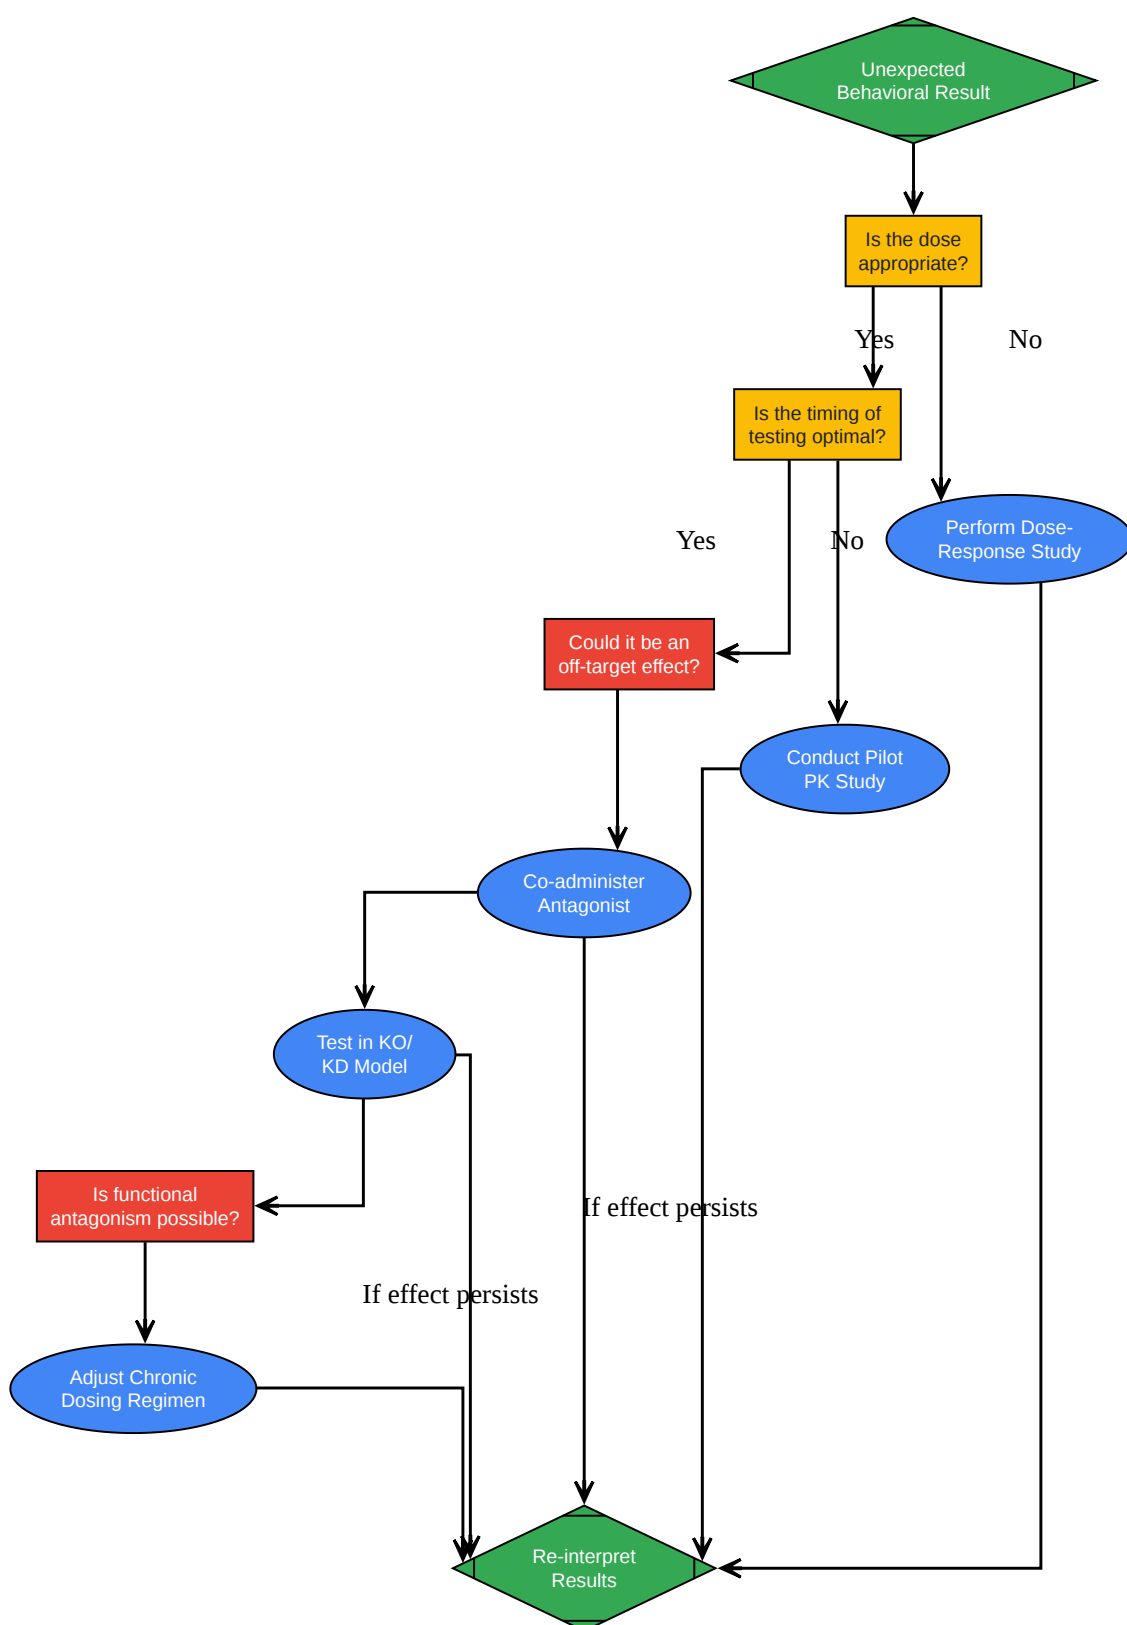 Unexpected
Behavioral Result
Is the dose
appropriate?
Yes
No
Is the timing of
testing optimal?
Yes
No
Perform Dose-
Response Study
Could it be an
off-target effect?
Conduct Pilot
PK Study
Co-administer
Antagonist
Test in KO/
KD Model
Is functional
antagonism possible?
If effect persists
If effect persists
Adjust Chronic
Dosing Regimen
Re-interpret
Results